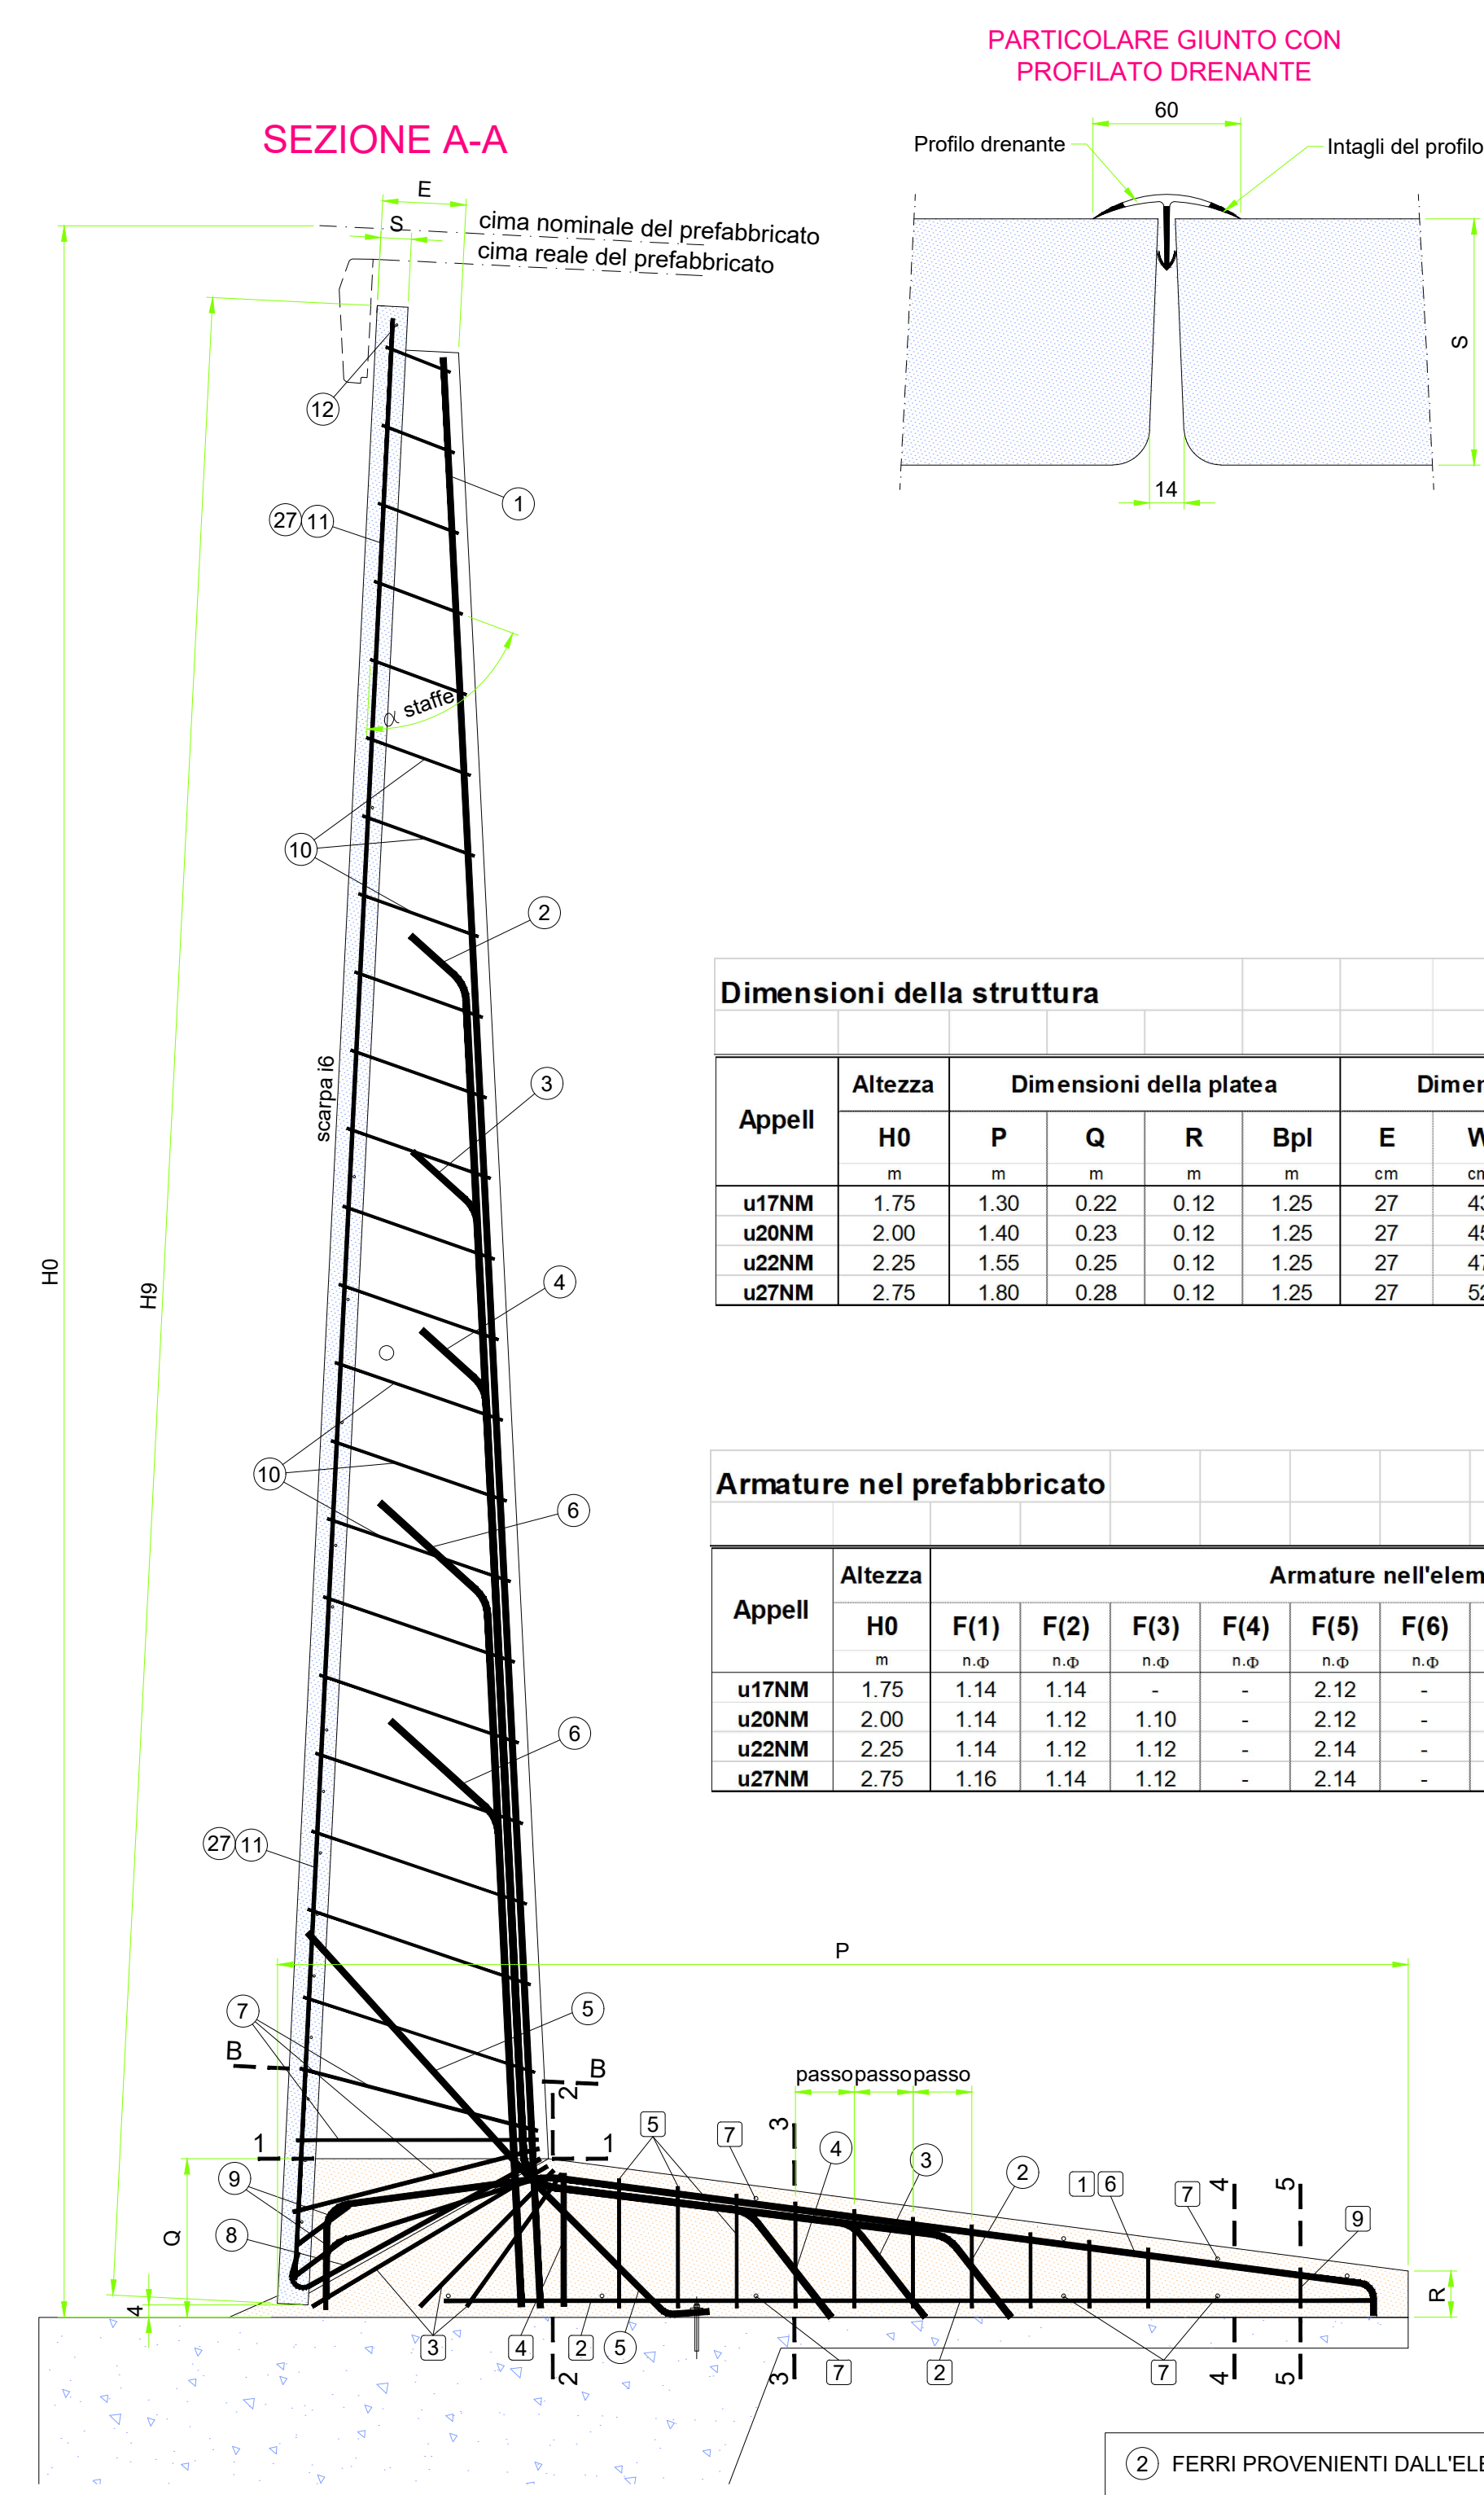 PARTICOLARE GIUNTO CON
PROFILATO DRENANTE
60
Profilo drenante
Intagli del profilo
S
14
SEZIONE A-A
E
S
cima nominale del prefabbricato
cima reale del prefabbricato
12
1
27 11
α staffe
10
2
scarpa i6
3
H0
H9
4
10
6
6
27 11
P
7
5
B
B
2
passo passo passo
1
1
5
7
3
4
3
2
1 6
7
4
5
9
9
8
Q
R
4
3
4
2
5
2
3
7
2
7
4
5
Dimensioni della struttura
Appell Altezza Dimensioni della platea
H0 P Q R Bpl E
m m m m m cm
u17NM 1.75 1.30 0.22 0.12 1.25 27
u20NM 2.00 1.40 0.23 0.12 1.25 27
u22NM 2.25 1.55 0.25 0.12 1.25 27
u27NM 2.75 1.80 0.28 0.12 1.25 27
Armature nel prefabbricato
Appell Altezza Armature nell'elem
H0 F(1) F(2) F(3) F(4) F(5) F(6)
m n.Φ n.Φ n.Φ n.Φ n.Φ n.Φ
u17NM 1.75 1.14 1.14 - - 2.12 -
u20NM 2.00 1.14 1.12 1.10 - 2.12 -
u22NM 2.25 1.14 1.12 1.12 - 2.14 -
u27NM 2.75 1.16 1.14 1.12 - 2.14 -
2 FERRI PROVENIENTI DALL'ELE